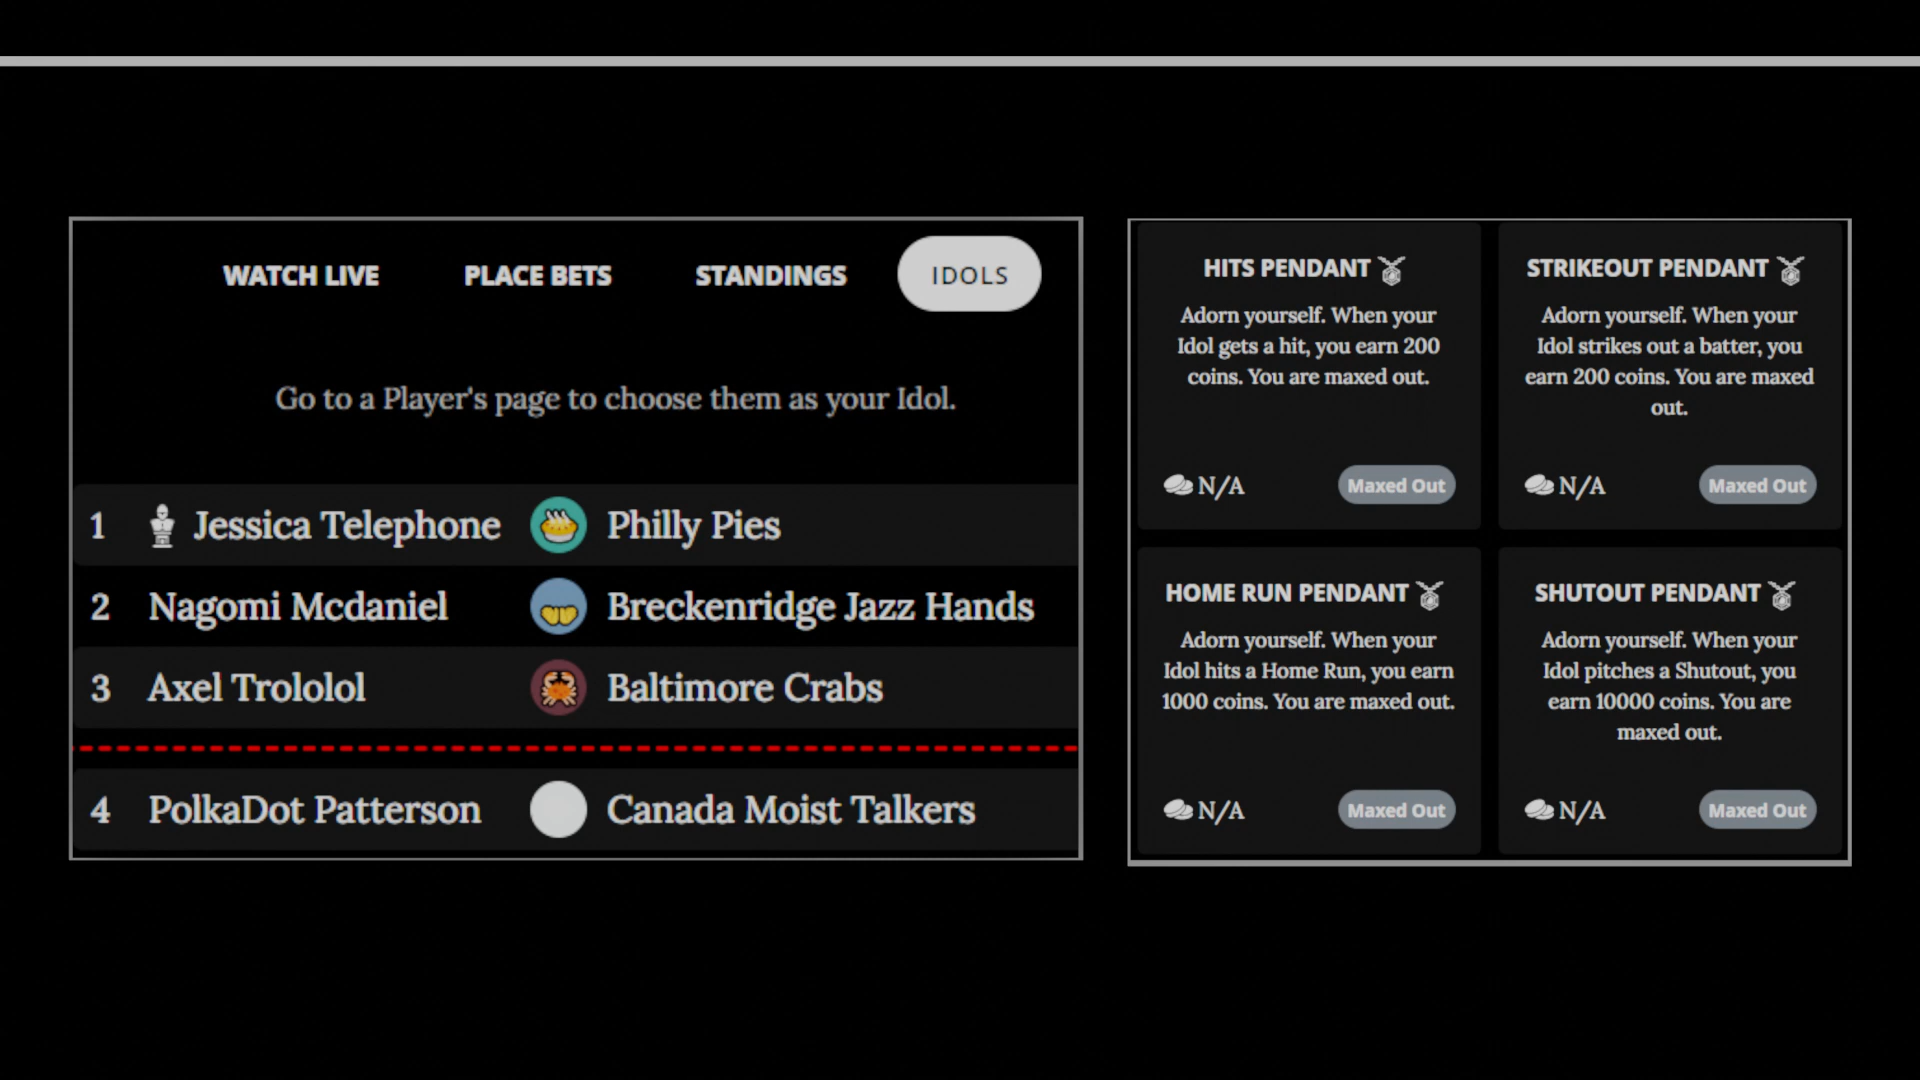 WATCH LIVE PLACE BETS STANDINGS IDOLS
Go to a Player's page to choose them as your Idol.
1 Jessica Telephone Philly Pies
2 Nagomi Mcdaniel Breckenridge Jazz Hands
3 Axel Trololol Baltimore Crabs
4 PolkaDot Patterson Canada Moist Talkers
HITS PENDANT
Adorn yourself. When your
Idol gets a hit, you earn 200
coins. You are maxed out.
N/A Maxed Out
STRIKEOUT PENDANT
Adorn yourself. When your
Idol strikes out a batter, you
earn 200 coins. You are maxed
out.
N/A Maxed Out
HOME RUN PENDANT
Adorn yourself. When your
Idol hits a Home Run, you earn
1000 coins. You are maxed out.
N/A Maxed Out
SHUTOUT PENDANT
Adorn yourself. When your
Idol pitches a Shutout, you
earn 10000 coins. You are
maxed out.
N/A Maxed Out